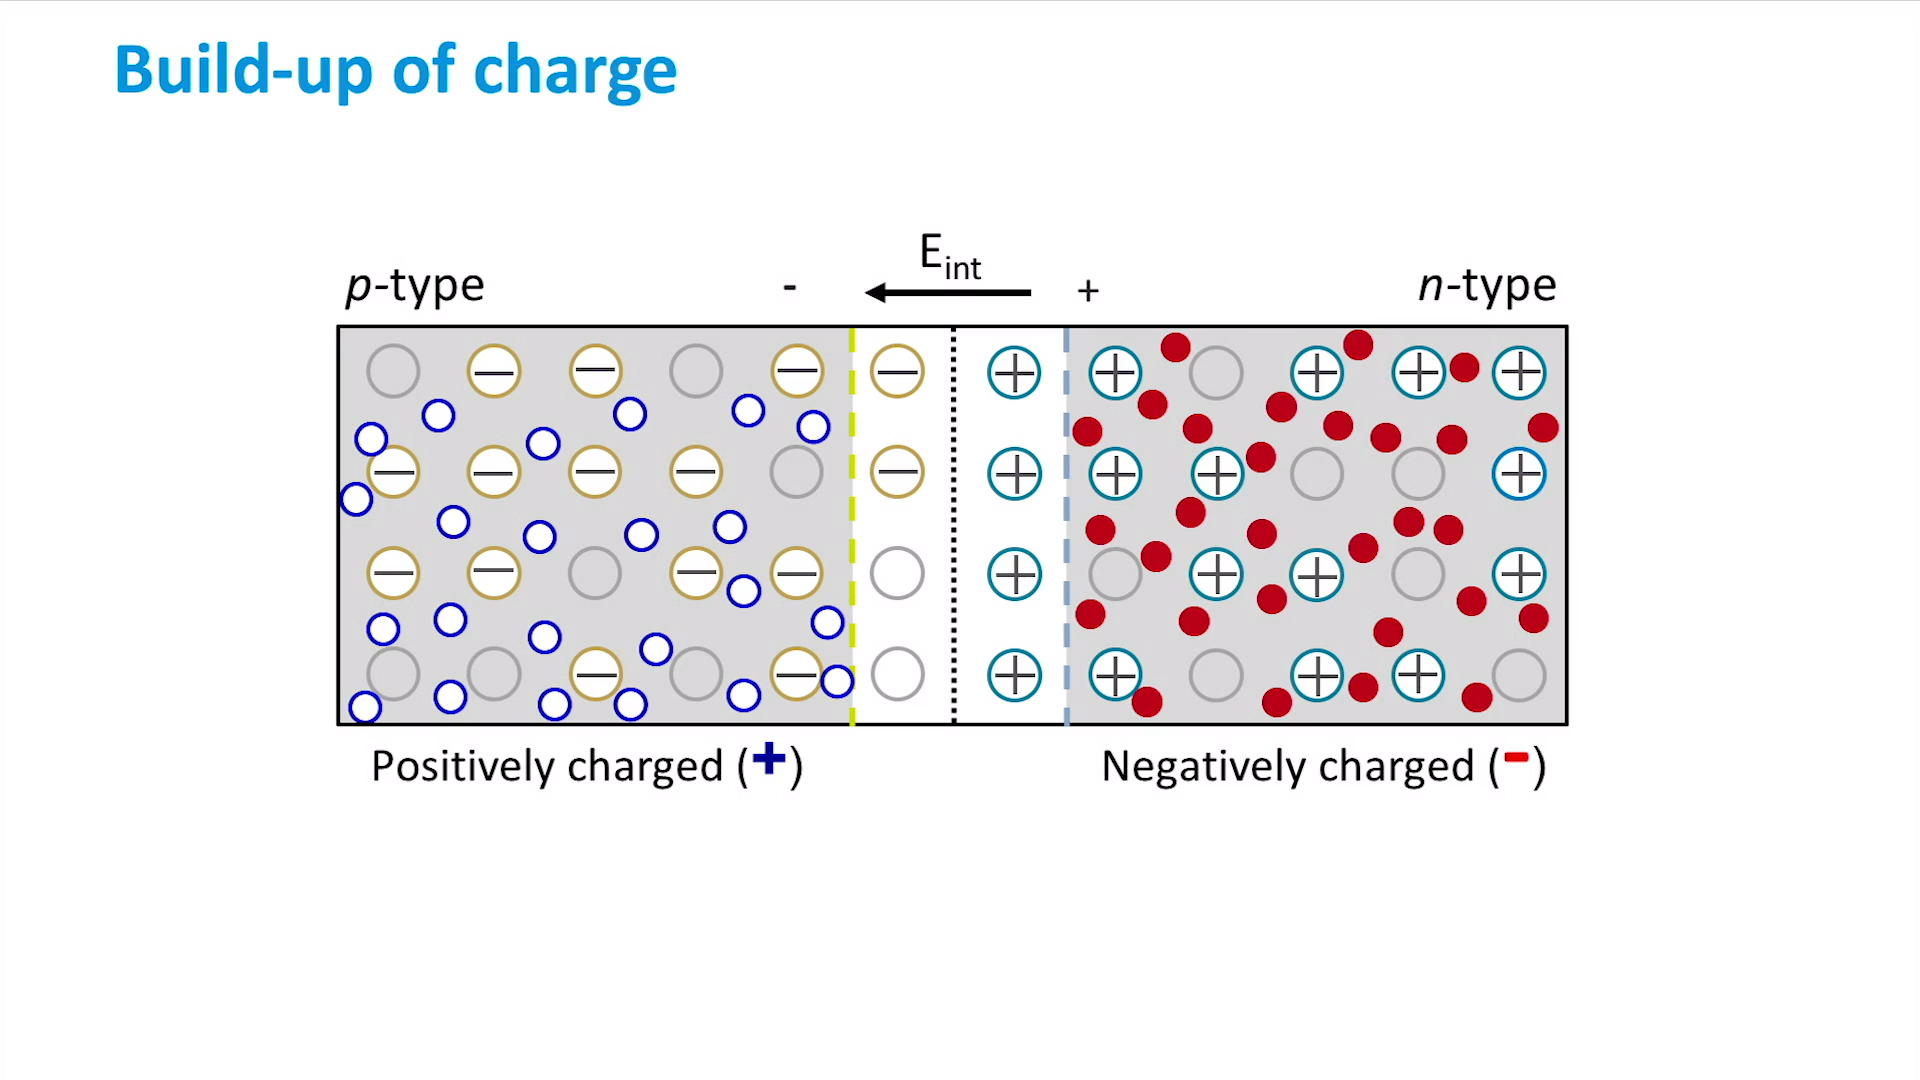 Build-up of charge
p-type - E_int + n-type
Positively charged (+)
Negatively charged (-)